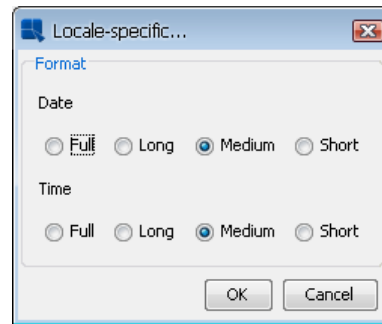 Locale-specific...
Format
Date
Full Long Medium Short
Time
Full Long Medium Short
OK Cancel